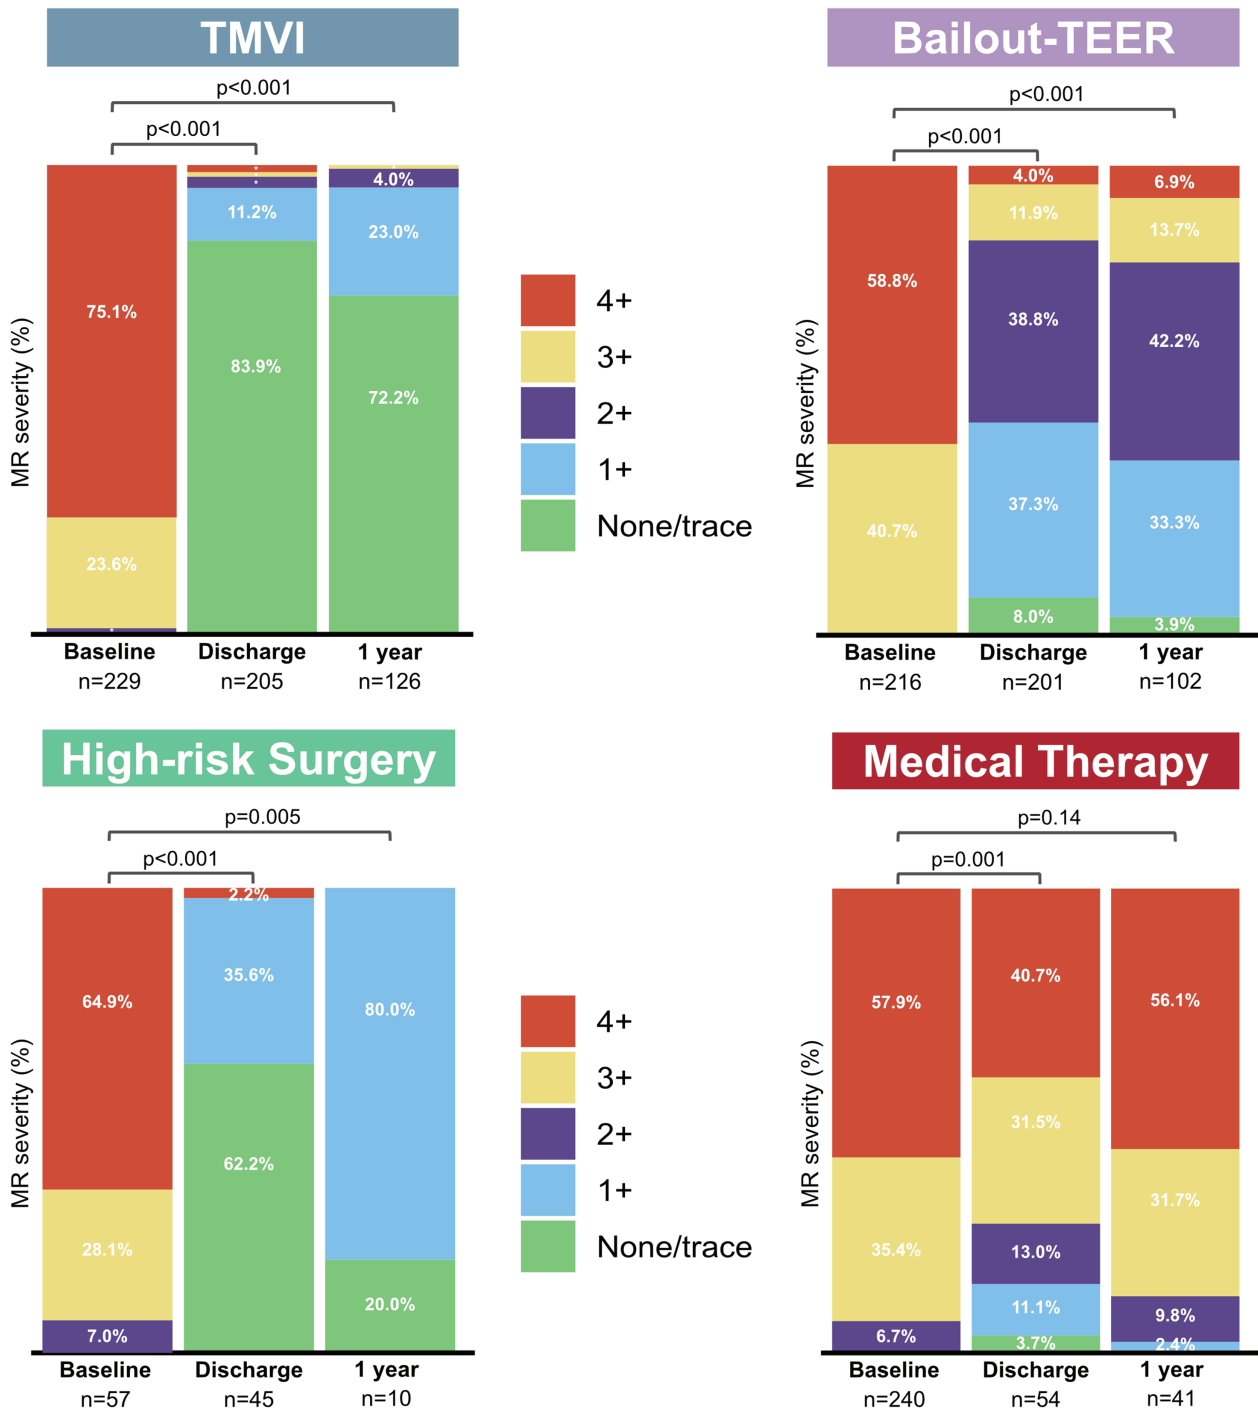 TMVI
p<0.001
p<0.001
MR severity (%)
75.1%
23.6%
11.2%
83.9%
4.0%
23.0%
72.2%
Baseline
Discharge
1 year
n=229
n=205
n=126
4+
3+
2+
1+
None/trace
Bailout-TEER
p<0.001
p<0.001
MR severity (%)
58.8%
40.7%
4.0%
11.9%
38.8%
37.3%
8.0%
6.9%
13.7%
42.2%
33.3%
3.9%
Baseline
Discharge
1 year
n=216
n=201
n=102
High-risk Surgery
p=0.005
p<0.001
MR severity (%)
64.9%
28.1%
7.0%
2.2%
35.6%
62.2%
80.0%
20.0%
Baseline
Discharge
1 year
n=57
n=45
n=10
4+
3+
2+
1+
None/trace
Medical Therapy
p=0.14
p=0.001
MR severity (%)
57.9%
35.4%
6.7%
40.7%
31.5%
13.0%
11.1%
3.7%
56.1%
31.7%
9.8%
2.4%
Baseline
Discharge
1 year
n=240
n=54
n=41